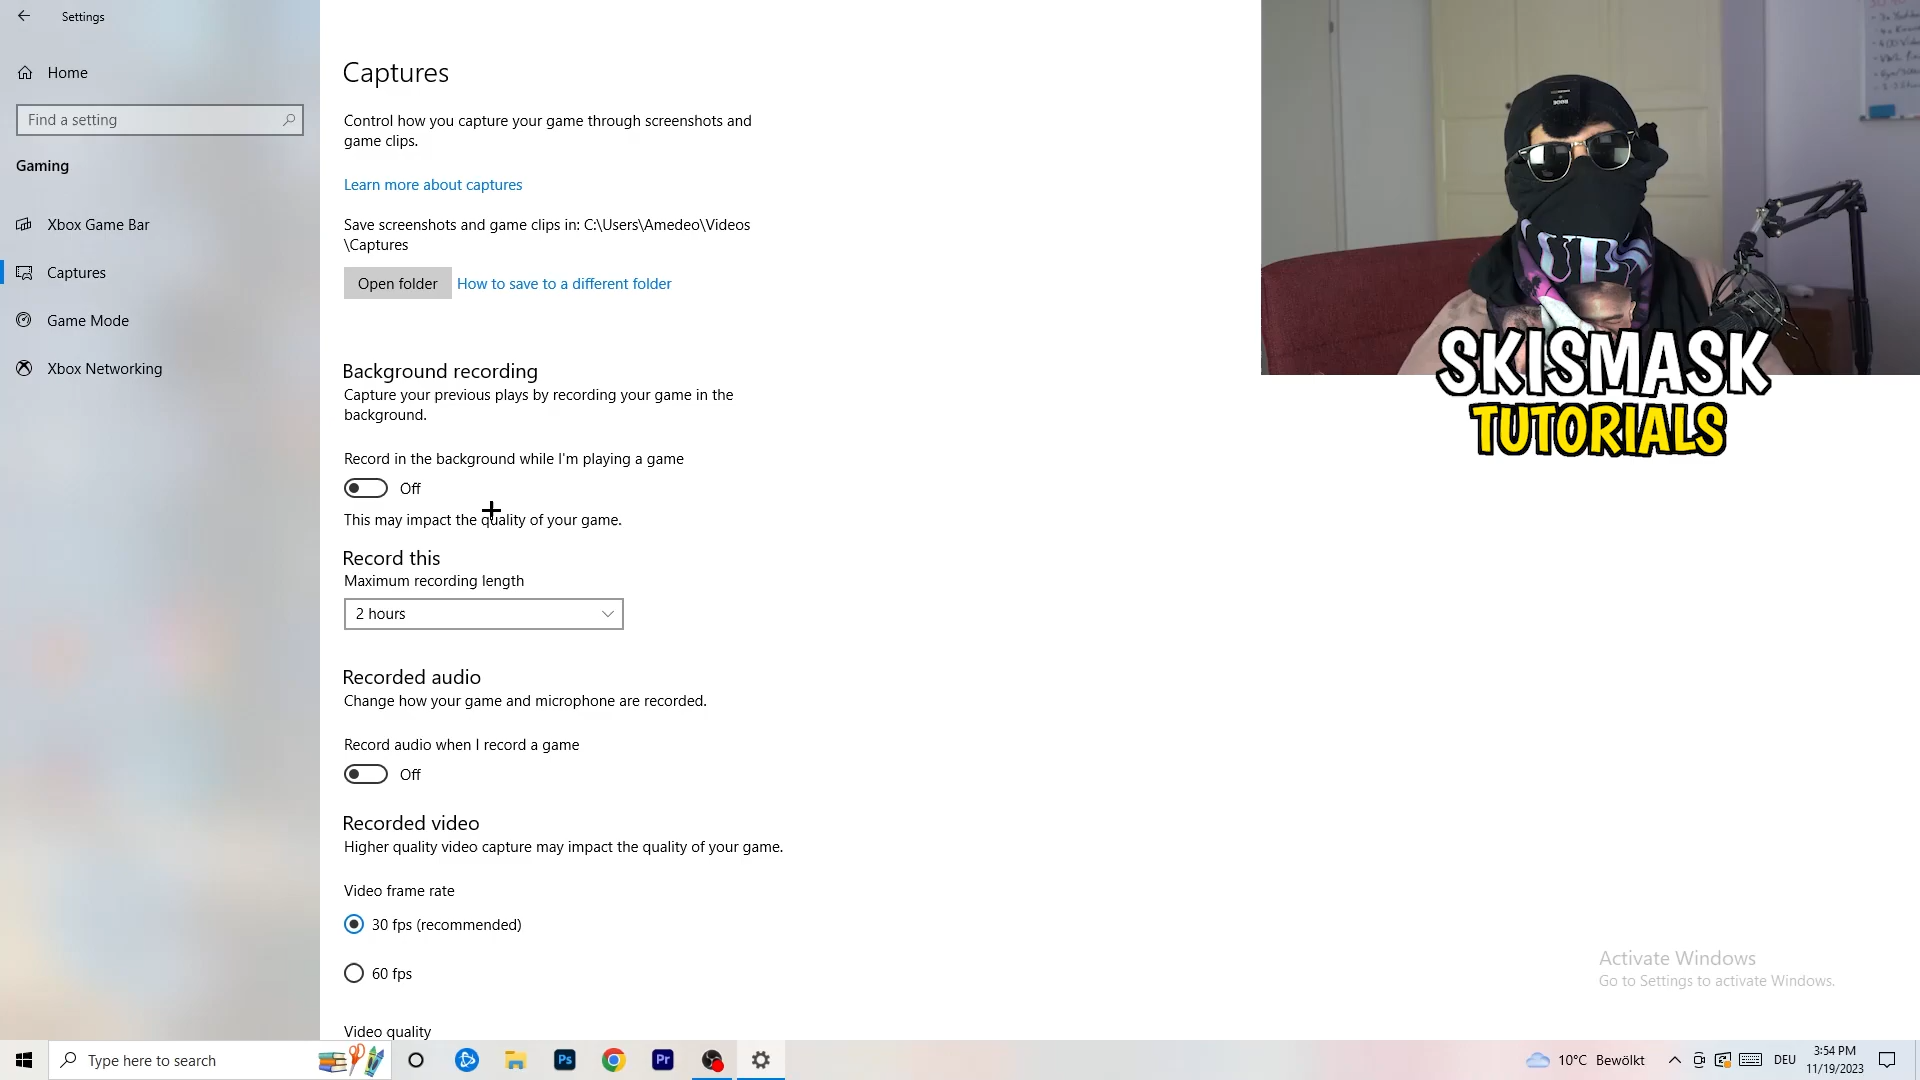 Settings
Home
Find a setting
Gaming
Xbox Game Bar
Captures
Game Mode
Xbox Networking
Captures
Control how you capture your game through screenshots and
game clips.
Learn more about captures
Save screenshots and game clips in: C:\Users\Amedeo\Videos
\Captures
Open folder
How to save to a different folder
Background recording
Capture your previous plays by recording your game in the
background.
Record in the background while I'm playing a game
Off
This may impact the quality of your game.
Record this
Maximum recording length
2 hours
Recorded audio
Change how your game and microphone are recorded.
Record audio when I record a game
Off
Recorded video
Higher quality video capture may impact the quality of your game.
Video frame rate
30 fps (recommended)
60 fps
Video quality
SKISMASK
TUTORIALS
Activate Windows
Go to Settings to activate Windows.
Type here to search
Ps
Pr
10°C Bewölkt
DEU
3:54 PM
11/19/2023